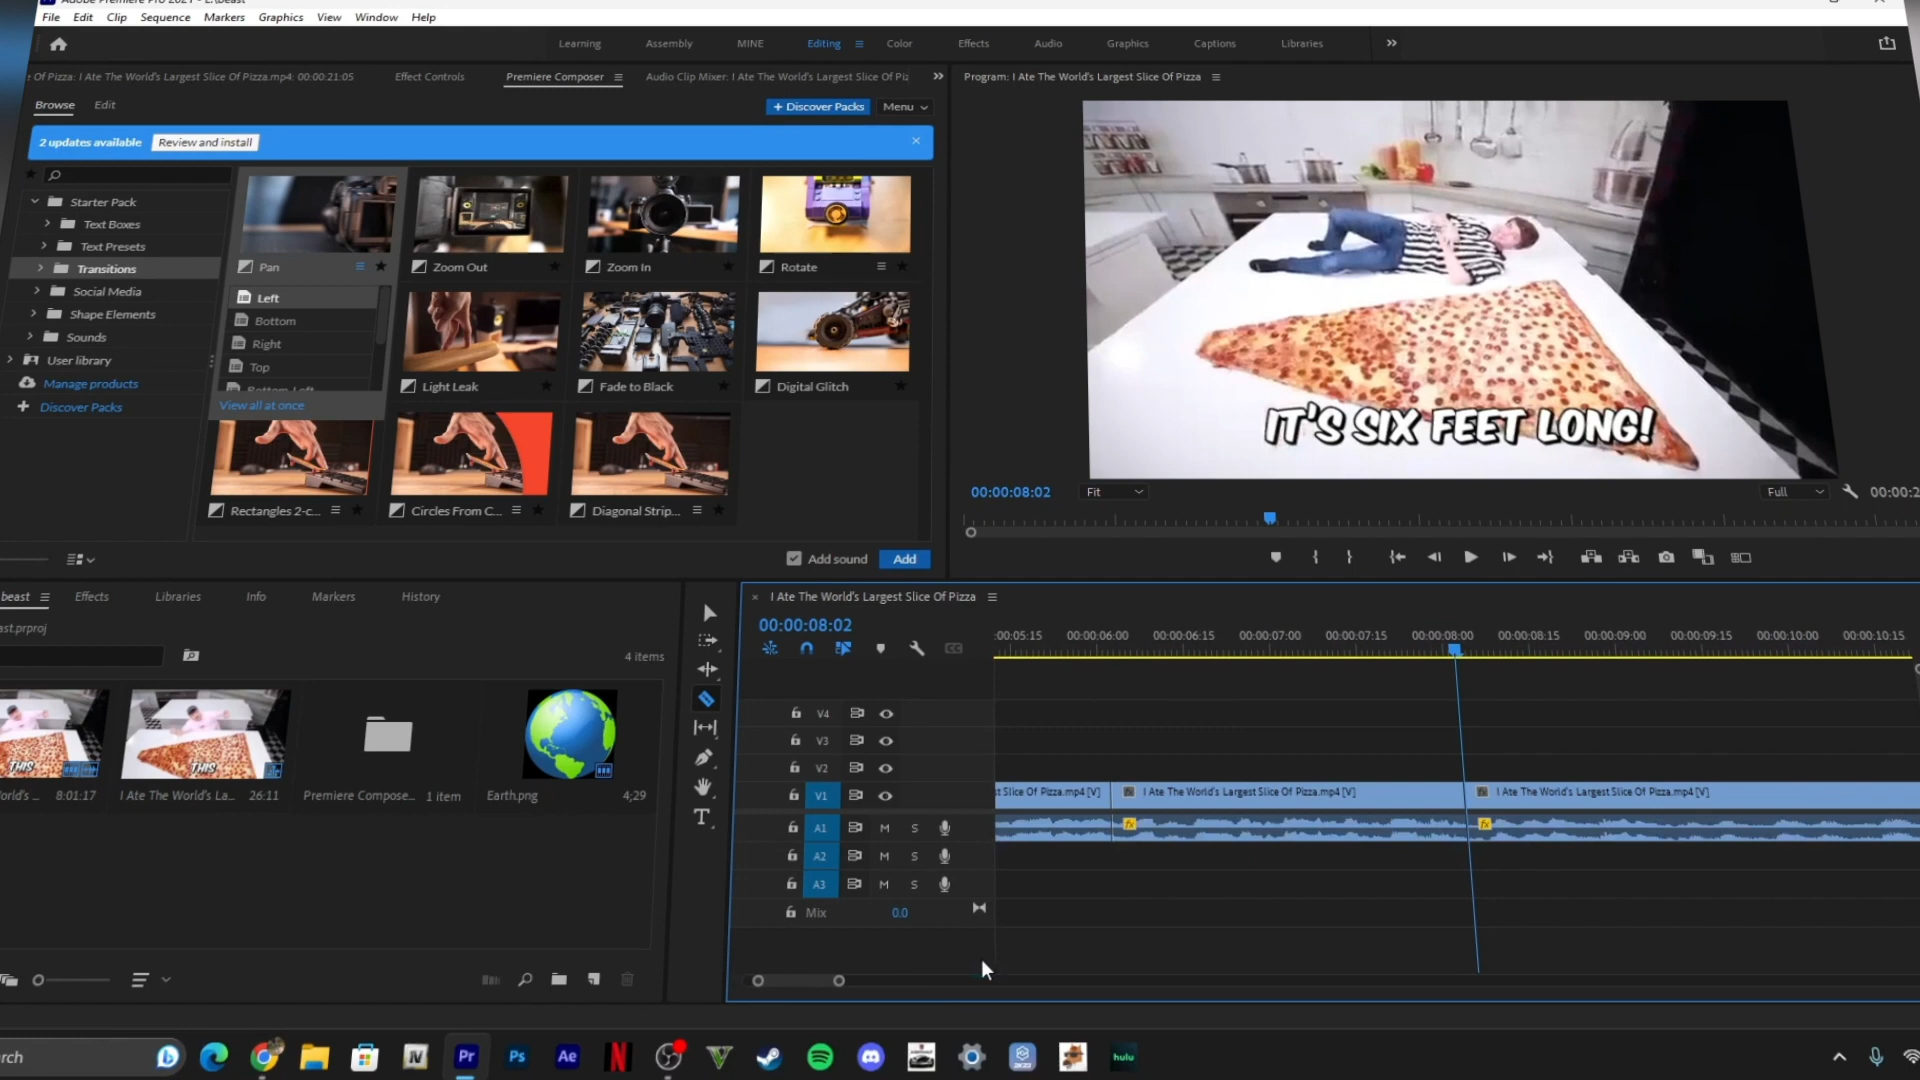 File Edit Clip Sequence Markers Graphics View Window Help
Learning Assembly MINE Editing Color Effects Audio Graphics Captions Libraries
e Of Pizza: I Ate The World's Largest Slice Of Pizza.mp4: 00:00:21:05 Effect Controls Premiere Composer Audio Clip Mixer: I Ate The World's Largest Slice Of Piz
Program: I Ate The World's Largest Slice Of Pizza
Browse Edit
+ Discover Packs Menu
2 updates available Review and install
Starter Pack
Text Boxes
Text Presets
Transitions
Social Media
Shape Elements
Sounds
User library
Manage products
Discover Packs
Pan Zoom Out Zoom In Rotate
Left
Bottom
Right
Top
Bottom Left
View all at once
Light Leak Fade to Black Digital Glitch
Rectangles 2-c... Circles From C... Diagonal Strip...
Add sound Add
IT'S SIX FEET LONG!
00:00:08:02 Fit Full 00:00:2
beast Effects Libraries Info Markers History
ast.prproj
4 items
THIS
THIS
orld's ... 8:01:17 I Ate The World's La... 26:11 Premiere Compose... 1 item Earth.png 4;29
I Ate The World's Largest Slice Of Pizza
00:00:08:02
:00:05:15 00:00:06:00 00:00:06:15 00:00:07:00 00:00:07:15 00:00:08:00 00:00:08:15 00:00:09:00 00:00:09:15 00:00:10:00 00:00:10:15
V4
V3
V2
V1
t Slice Of Pizza.mp4 [V] fx I Ate The World's Largest Slice Of Pizza.mp4 [V] fx I Ate The World's Largest Slice Of Pizza.mp4 [V]
A1 M S fx fx
A2 M S
A3 M S
Mix 0.0
rch Pr Ps Ae N hulu